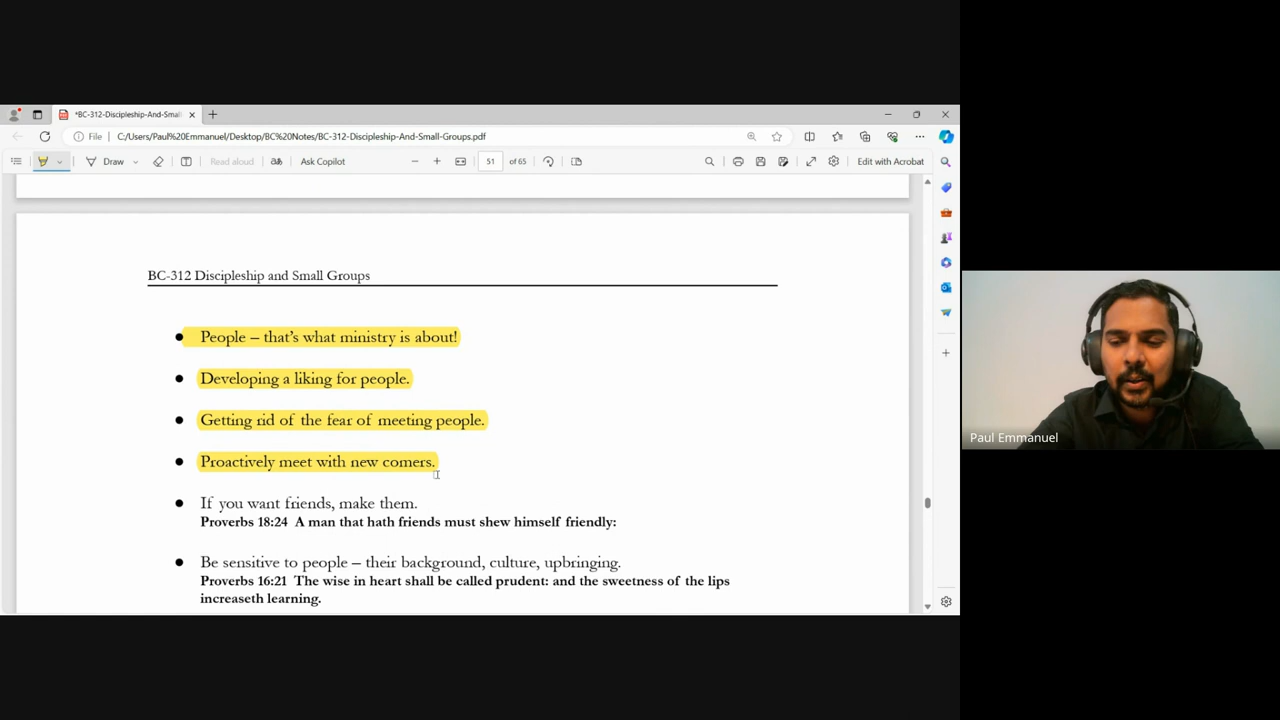 *BC-312-Discipleship-And-Smal
File
C:/Users/Paul%20Emmanuel/Desktop/BC%20Notes/BC-312-Discipleship-And-Small-Groups.pdf
Draw
Read aloud
Ask Copilot
51
of 65
Edit with Acrobat
BC-312 Discipleship and Small Groups
● People – that's what ministry is about!
● Developing a liking for people.
● Getting rid of the fear of meeting people.
● Proactively meet with new comers.
● If you want friends, make them.
Proverbs 18:24 A man that hath friends must shew himself friendly:
● Be sensitive to people – their background, culture, upbringing.
Proverbs 16:21 The wise in heart shall be called prudent: and the sweetness of the lips
increaseth learning.
Paul Emmanuel